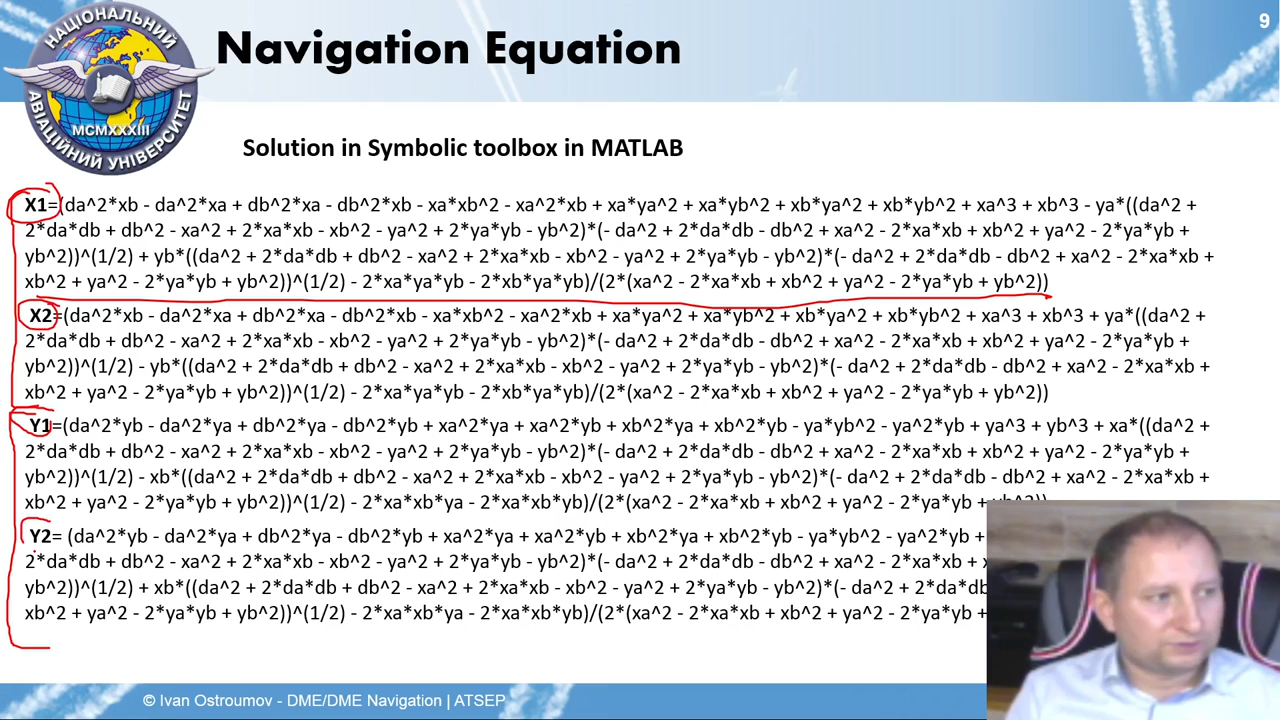 9
НАЦІОНАЛЬНИЙ
АВІАЦІЙНИЙ УНІВЕРСИТЕТ
MCMXXXIII
Navigation Equation
Solution in Symbolic toolbox in MATLAB
X1=(da^2*xb - da^2*xa + db^2*xa - db^2*xb - xa*xb^2 - xa^2*xb + xa*ya^2 + xa*yb^2 + xb*ya^2 + xb*yb^2 + xa^3 + xb^3 - ya*((da^2 +
2*da*db + db^2 - xa^2 + 2*xa*xb - xb^2 - ya^2 + 2*ya*yb - yb^2)*(- da^2 + 2*da*db - db^2 + xa^2 - 2*xa*xb + xb^2 + ya^2 - 2*ya*yb +
yb^2))^(1/2) + yb*((da^2 + 2*da*db + db^2 - xa^2 + 2*xa*xb - xb^2 - ya^2 + 2*ya*yb - yb^2)*(- da^2 + 2*da*db - db^2 + xa^2 - 2*xa*xb +
xb^2 + ya^2 - 2*ya*yb + yb^2))^(1/2) - 2*xa*ya*yb - 2*xb*ya*yb)/(2*(xa^2 - 2*xa*xb + xb^2 + ya^2 - 2*ya*yb + yb^2))
X2=(da^2*xb - da^2*xa + db^2*xa - db^2*xb - xa*xb^2 - xa^2*xb + xa*ya^2 + xa*yb^2 + xb*ya^2 + xb*yb^2 + xa^3 + xb^3 + ya*((da^2 +
2*da*db + db^2 - xa^2 + 2*xa*xb - xb^2 - ya^2 + 2*ya*yb - yb^2)*(- da^2 + 2*da*db - db^2 + xa^2 - 2*xa*xb + xb^2 + ya^2 - 2*ya*yb +
yb^2))^(1/2) - yb*((da^2 + 2*da*db + db^2 - xa^2 + 2*xa*xb - xb^2 - ya^2 + 2*ya*yb - yb^2)*(- da^2 + 2*da*db - db^2 + xa^2 - 2*xa*xb +
xb^2 + ya^2 - 2*ya*yb + yb^2))^(1/2) - 2*xa*ya*yb - 2*xb*ya*yb)/(2*(xa^2 - 2*xa*xb + xb^2 + ya^2 - 2*ya*yb + yb^2))
Y1=(da^2*yb - da^2*ya + db^2*ya - db^2*yb + xa^2*ya + xa^2*yb + xb^2*ya + xb^2*yb - ya*yb^2 - ya^2*yb + ya^3 + yb^3 + xa*((da^2 +
2*da*db + db^2 - xa^2 + 2*xa*xb - xb^2 - ya^2 + 2*ya*yb - yb^2)*(- da^2 + 2*da*db - db^2 + xa^2 - 2*xa*xb + xb^2 + ya^2 - 2*ya*yb +
yb^2))^(1/2) - xb*((da^2 + 2*da*db + db^2 - xa^2 + 2*xa*xb - xb^2 - ya^2 + 2*ya*yb - yb^2)*(- da^2 + 2*da*db - db^2 + xa^2 - 2*xa*xb +
xb^2 + ya^2 - 2*ya*yb + yb^2))^(1/2) - 2*xa*xb*ya - 2*xa*xb*yb)/(2*(xa^2 - 2*xa*xb + xb^2 + ya^2 - 2*ya*yb + yb^2))
Y2= (da^2*yb - da^2*ya + db^2*ya - db^2*yb + xa^2*ya + xa^2*yb + xb^2*ya + xb^2*yb - ya*yb^2 - ya^2*yb +
2*da*db + db^2 - xa^2 + 2*xa*xb - xb^2 - ya^2 + 2*ya*yb - yb^2)*(- da^2 + 2*da*db - db^2 + xa^2 - 2*xa*xb
yb^2))^(1/2) + xb*((da^2 + 2*da*db + db^2 - xa^2 + 2*xa*xb - xb^2 - ya^2 + 2*ya*yb - yb^2)*(- da^2 + 2*da*db
xb^2 + ya^2 - 2*ya*yb + yb^2))^(1/2) - 2*xa*xb*ya - 2*xa*xb*yb)/(2*(xa^2 - 2*xa*xb + xb^2 + ya^2 - 2*ya*yb +
© Ivan Ostroumov - DME/DME Navigation | ATSEP